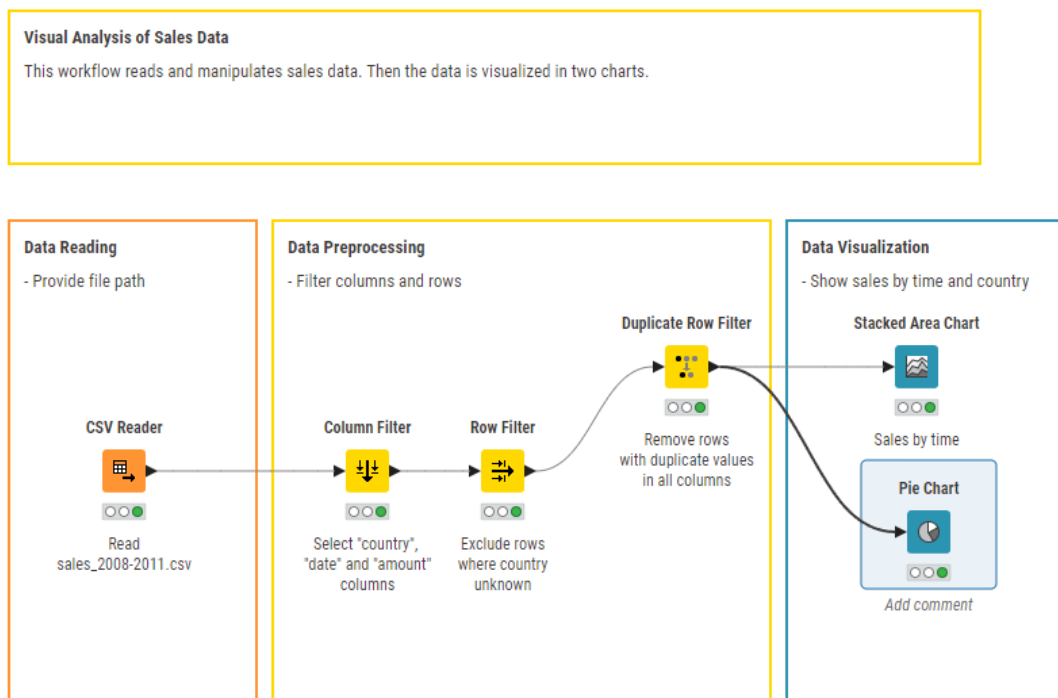 Visual Analysis of Sales Data
This workflow reads and manipulates sales data. Then the data is visualized in two charts.
Data Reading
- Provide file path
CSV Reader
Read
sales_2008-2011.csv
Data Preprocessing
- Filter columns and rows
Column Filter
Select "country",
"date" and "amount"
columns
Row Filter
Exclude rows
where country
unknown
Duplicate Row Filter
Remove rows
with duplicate values
in all columns
Data Visualization
- Show sales by time and country
Stacked Area Chart
Sales by time
Pie Chart
Add comment